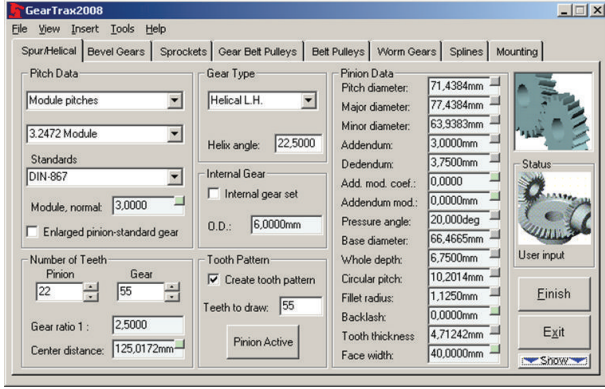 GearTrax2008
File View Insert Tools Help
Spur/Helical Bevel Gears Sprockets Gear Belt Pulleys Belt Pulleys Worm Gears Splines Mounting
Pitch Data
Module pitches
3.2472 Module
Standards
DIN-867
Module, normal: 3,0000
Enlarged pinion-standard gear
Number of Teeth
Pinion Gear
22 55
Gear ratio 1 : 2,5000
Center distance: 125,0172mm
Gear Type
Helical L.H.
Helix angle: 22,5000
Internal Gear
Internal gear set
O.D.: 6,0000mm
Tooth Pattern
Create tooth pattern
Teeth to draw: 55
Pinion Active
Pinion Data
Pitch diameter: 71,4384mm
Major diameter: 77,4384mm
Minor diameter: 63,9383mm
Addendum: 3,0000mm
Dedendum: 3,7500mm
Add. mod. coef.: 0,0000
Addendum mod.: 0,0000mm
Pressure angle: 20,000deg
Base diameter: 66,4665mm
Whole depth: 6,7500mm
Circular pitch: 10,2014mm
Fillet radius: 1,1250mm
Backlash: 0,0000mm
Tooth thickness 4,71242mm
Face width: 40,0000mm
Status
User input
Finish
Exit
Show